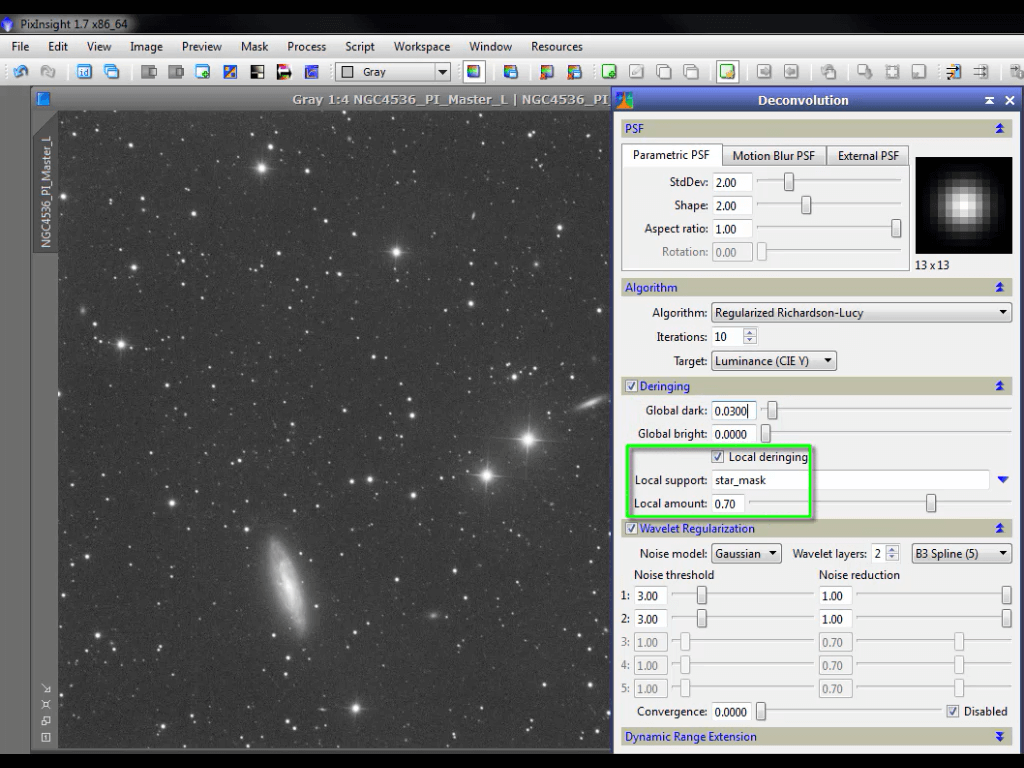 PixInsight 1.7 x86_64
File Edit View Image Preview Mask Process Script Workspace Window Resources
id Gray
Gray 1:4 NGC4536_PI_Master_L | NGC4536_PI
NGC4536_PI_Master_L
Deconvolution
PSF
Parametric PSF Motion Blur PSF External PSF
StdDev: 2.00
Shape: 2.00
Aspect ratio: 1.00
Rotation: 0.00
13 x 13
Algorithm
Algorithm: Regularized Richardson-Lucy
Iterations: 10
Target: Luminance (CIE Y)
Deringing
Global dark: 0.0300
Global bright: 0.0000
Local deringing
Local support: star_mask
Local amount: 0.70
Wavelet Regularization
Noise model: Gaussian Wavelet layers: 2 B3 Spline (5)
Noise threshold Noise reduction
1: 3.00 1.00
2: 3.00 1.00
3: 1.00 0.70
4: 1.00 0.70
5: 1.00 0.70
Convergence: 0.0000 Disabled
Dynamic Range Extension